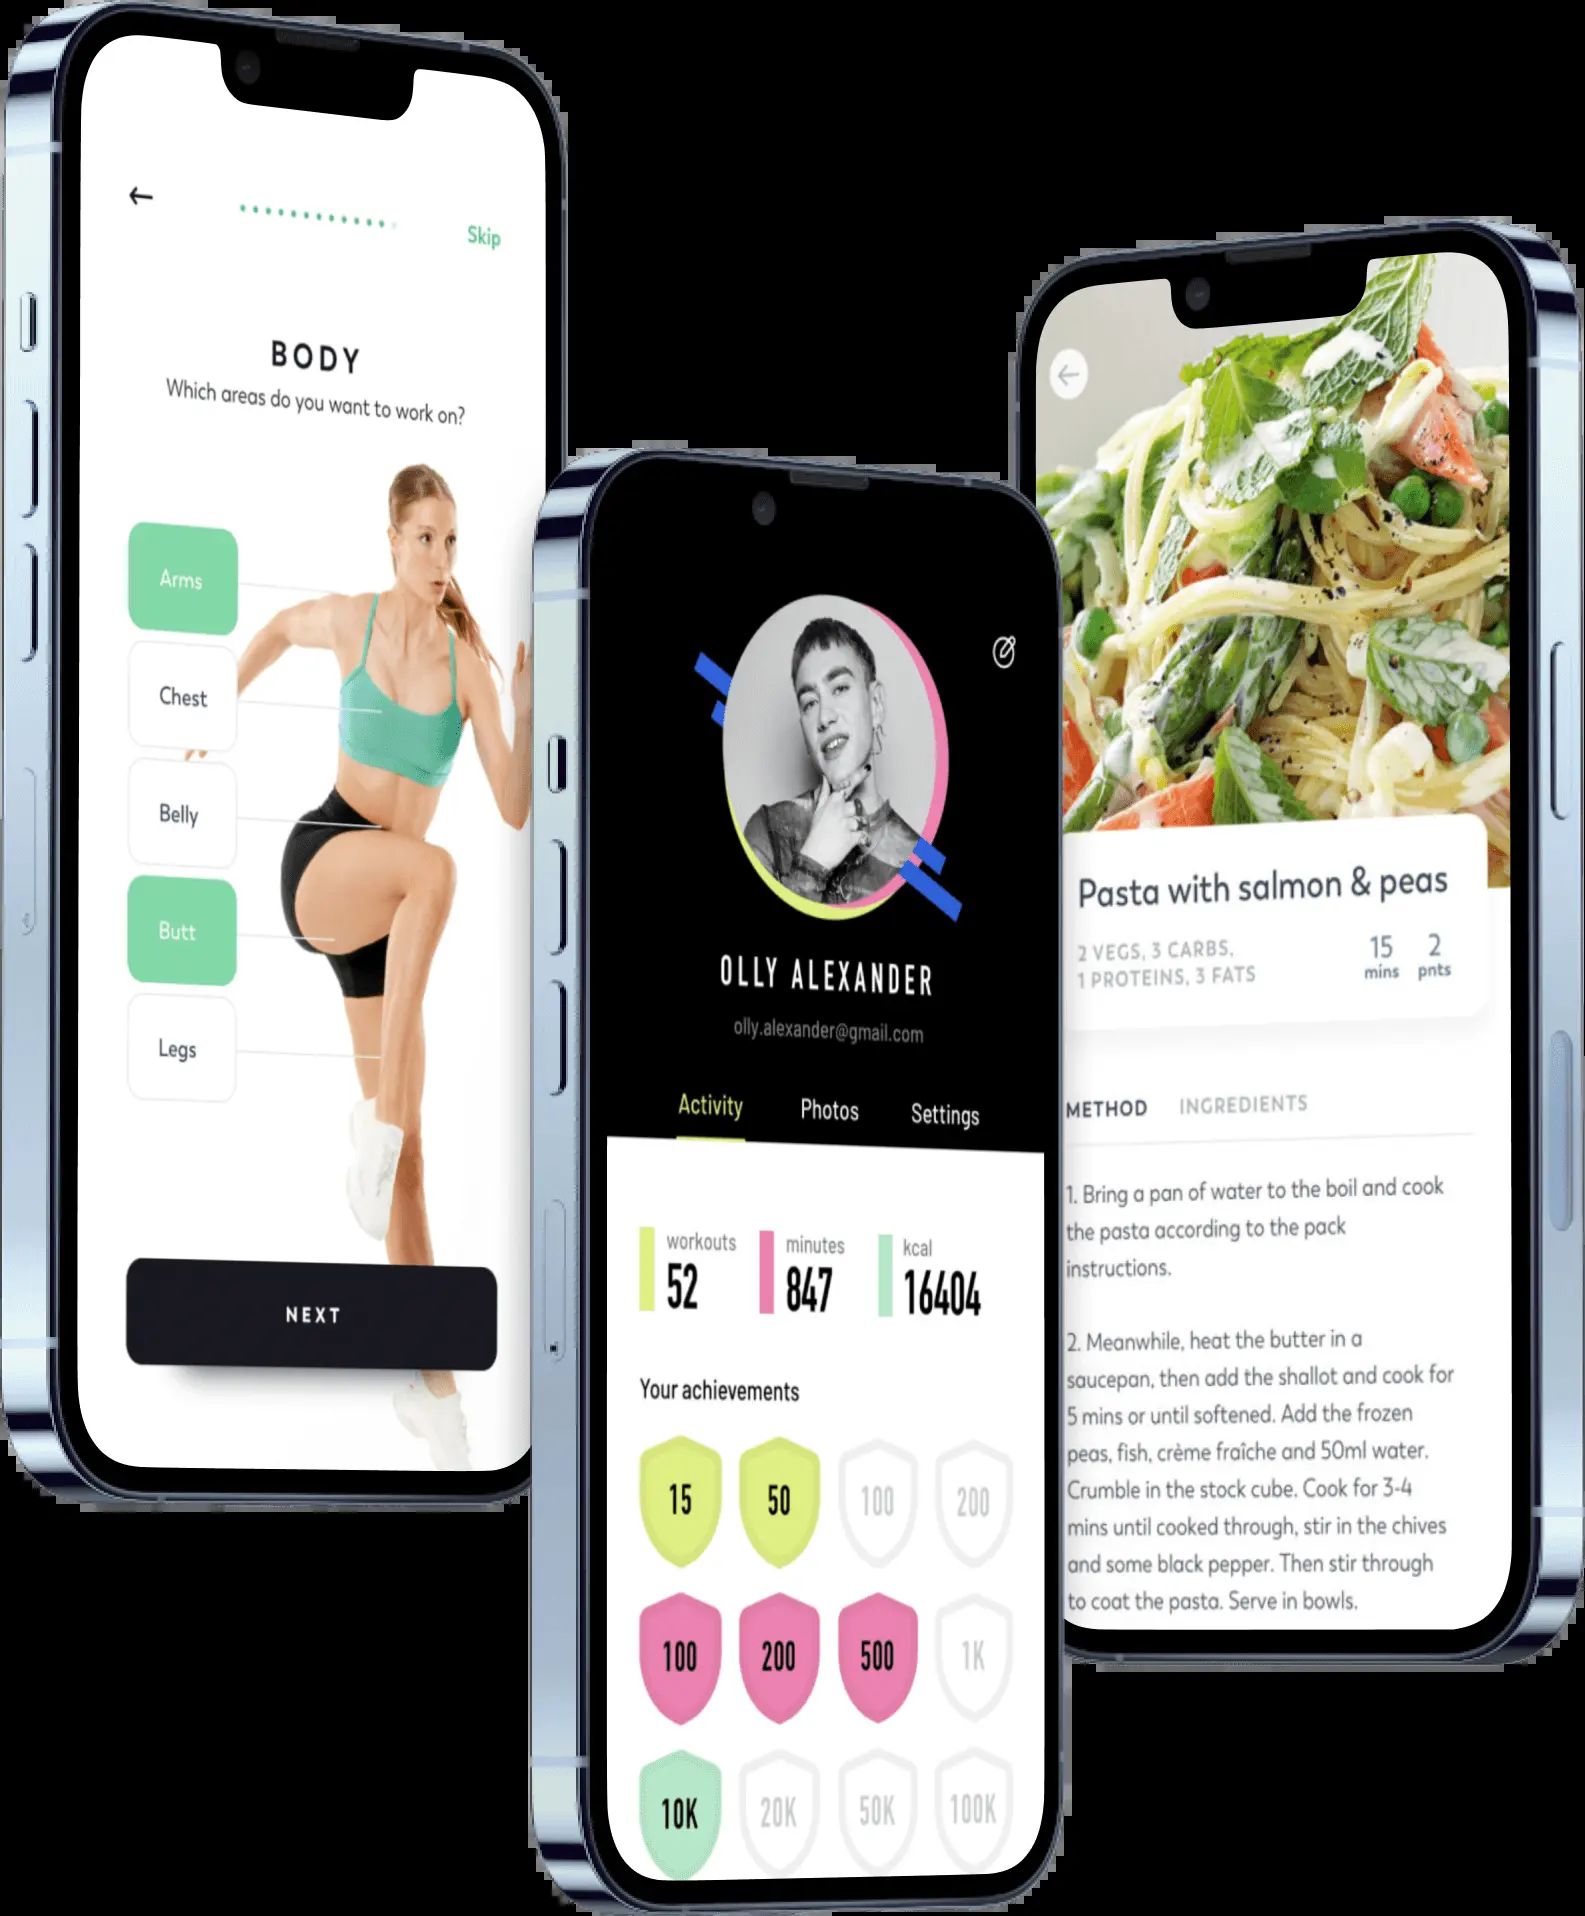 Skip
BODY
Which areas do you want to work on?
Arms
Chest
Belly
Butt
Legs
NEXT
OLLY ALEXANDER
olly.alexander@gmail.com
Activity Photos Settings
workouts minutes kcal
52 847 16404
Your achievements
15 50 100 200
100 200 500 1K
10K 20K 50K 100K
Pasta with salmon & peas
2 VEGS, 3 CARBS,
1 PROTEINS, 3 FATS
15 2
mins pnts
METHOD INGREDIENTS
1. Bring a pan of water to the boil and cook
the pasta according to the pack
instructions.
2. Meanwhile, heat the butter in a
saucepan, then add the shallot and cook for
5 mins or until softened. Add the frozen
peas, fish, crème fraîche and 50ml water.
Crumble in the stock cube. Cook for 3-4
mins until cooked through, stir in the chives
and some black pepper. Then stir through
to coat the pasta. Serve in bowls.